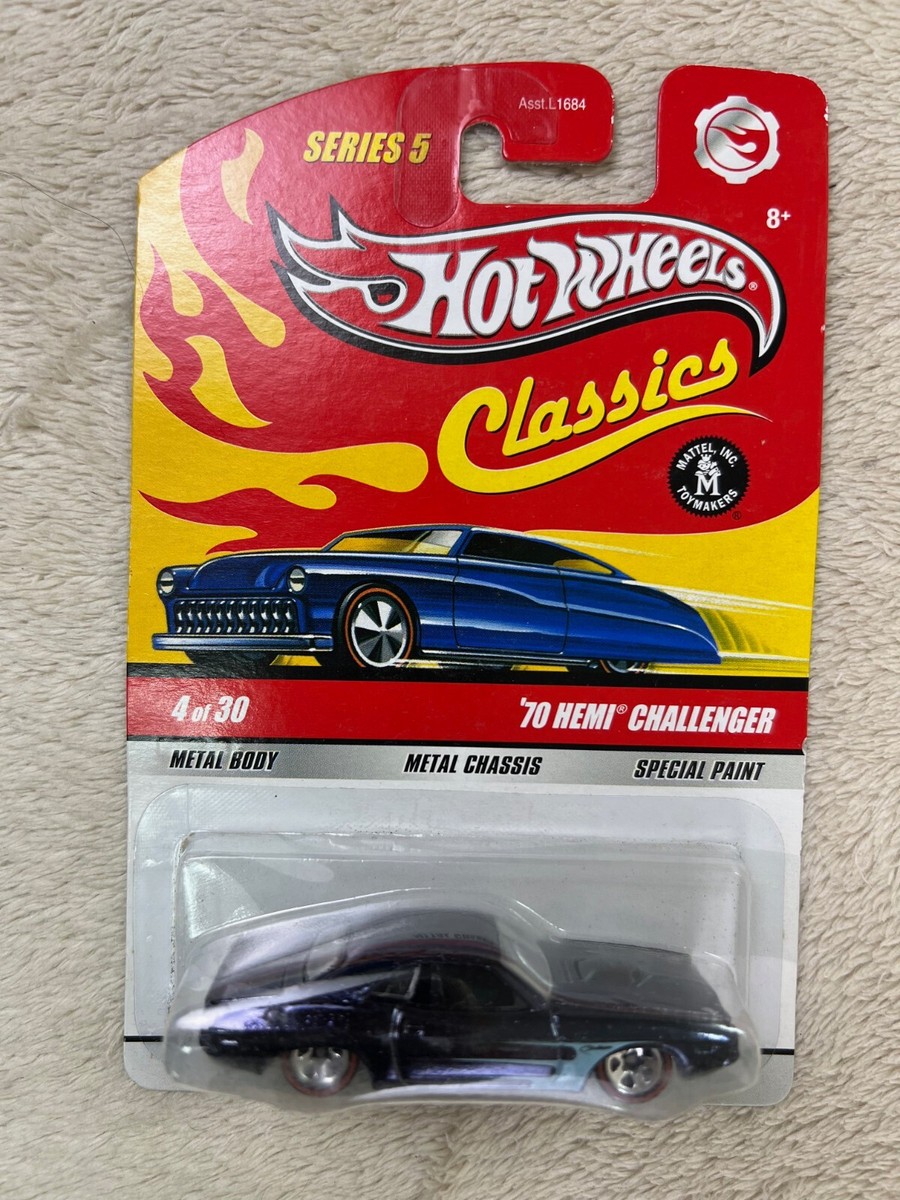 Asst.L1684
SERIES 5
8+
HOT WHEELS®
Classics
MATTEL, INC.
M
TOYMAKERS
®
4 of 30
'70 HEMI® CHALLENGER
METAL BODY METAL CHASSIS SPECIAL PAINT